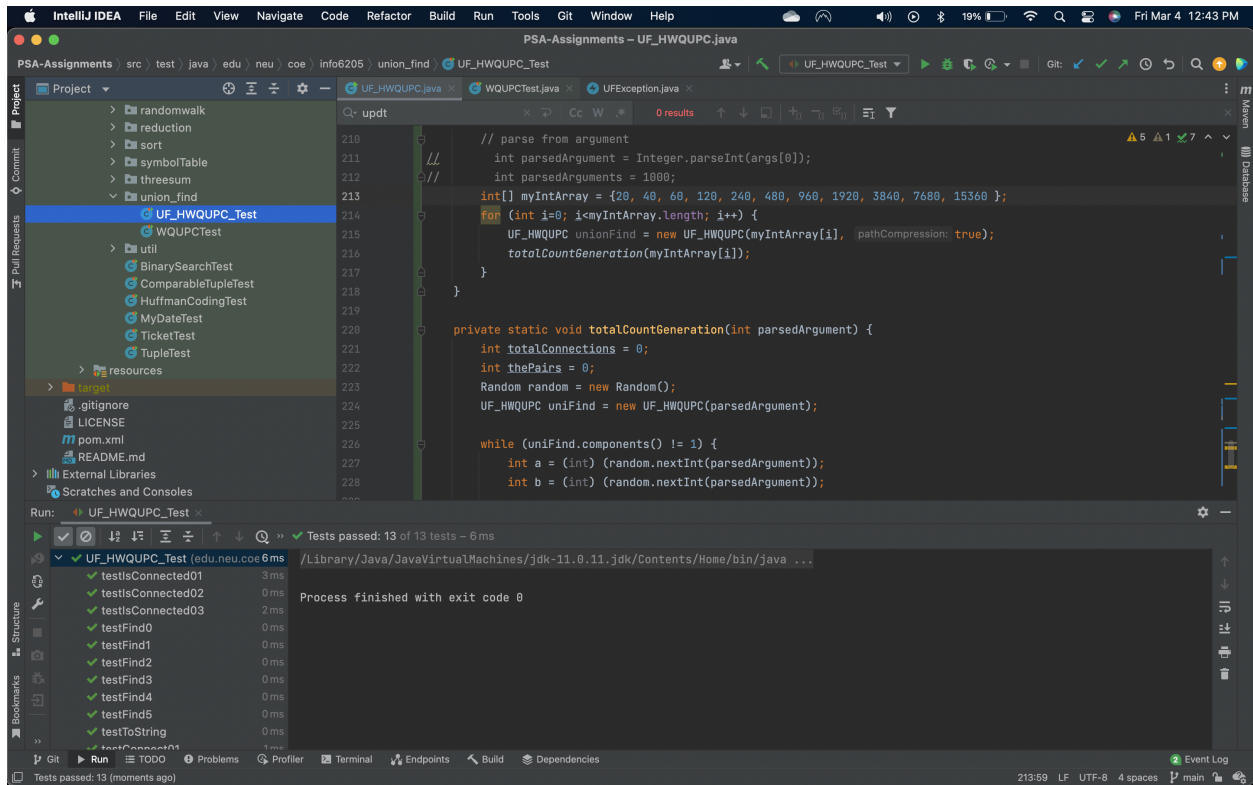 IntelliJ IDEA File Edit View Navigate Code Refactor Build Run Tools Git Window Help 19% Fri Mar 4 12:43 PM
PSA-Assignments – UF_HWQUPC.java
PSA-Assignments src test java edu neu coe info6205 union_find UF_HWQUPC_Test UF_HWQUPC_Test Git:
Project
UF_HWQUPC.java WQUPCTest.java UFException.java
updt Cc W .* 0 results
randomwalk
reduction
sort
symbolTable
threesum
union_find
UF_HWQUPC_Test
WQUPCTest
util
BinarySearchTest
ComparableTupleTest
HuffmanCodingTest
MyDateTest
TicketTest
TupleTest
resources
target
.gitignore
LICENSE
pom.xml
README.md
External Libraries
Scratches and Consoles
5 1 7
210 // parse from argument
211 // int parsedArgument = Integer.parseInt(args[0]);
212 // int parsedArguments = 1000;
213 int[] myIntArray = {20, 40, 60, 120, 240, 480, 960, 1920, 3840, 7680, 15360 };
214 for (int i=0; i<myIntArray.length; i++) {
215 UF_HWQUPC unionFind = new UF_HWQUPC(myIntArray[i], pathCompression: true);
216 totalCountGeneration(myIntArray[i]);
217 }
218 }
219
220 private static void totalCountGeneration(int parsedArgument) {
221 int totalConnections = 0;
222 int thePairs = 0;
223 Random random = new Random();
224 UF_HWQUPC uniFind = new UF_HWQUPC(parsedArgument);
225
226 while (uniFind.components() != 1) {
227 int a = (int) (random.nextInt(parsedArgument));
228 int b = (int) (random.nextInt(parsedArgument));
Project
Commit
Pull Requests
Structure
Bookmarks
Maven
Database
Run: UF_HWQUPC_Test
Tests passed: 13 of 13 tests – 6 ms
UF_HWQUPC_Test (edu.neu.coe 6 ms
testIsConnected01 3 ms
testIsConnected02 0 ms
testIsConnected03 2 ms
testFind0 0 ms
testFind1 0 ms
testFind2 0 ms
testFind3 0 ms
testFind4 0 ms
testFind5 0 ms
testToString 0 ms
testConnect01 1 ms
/Library/Java/JavaVirtualMachines/jdk-11.0.11.jdk/Contents/Home/bin/java ...
Process finished with exit code 0
Git Run TODO Problems Profiler Terminal Endpoints Build Dependencies 2 Event Log
Tests passed: 13 (moments ago) 213:59 LF UTF-8 4 spaces main